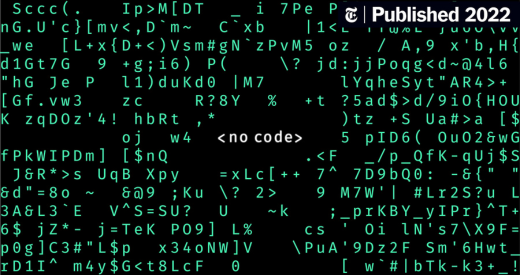 Sccc(.   Ip>M[DT  _ i 7Pe P
T | Published 2022
nG.U'c}[mv<,D`m~ C`xb   |1<L
_we  [L+x{D+<)Vsm#gN`zPvM5 oz  / A,9 x'b,H{
d1Gt7G  9 +g;i6) P(    \? jd:jjPoqg<d~@4l6
"hG Je P l1)duKd0 |M7      lYqheSyt"AR4>+
[Gf.vw3   zc    R?8Y %  +t ?5ad$>d/9iO{HOU
K zqDOz'4! hbRt ,*         )tz +S Ua#>a [$
oj  w4   <no code>   5 pID6( OuO2&wG
fPkWIPDm] [$nQ            .<F _/p_QfK-qUj$S
J&R*>s UqB Xpy   =xLc[++ 7^ 7D9bQ0: -&{" "
&d"=8o ~  &@9 ;Ku \? 2>  9 M7W'| #Lr2S?u L
3A&L3`E  V^S=SU?  U   ~k   ;_prKBY_yIPr}^T+
6$ jZ*- j=TeK PO9] L%     cs ' Oi lN's7\X9F=
p0g]C3#"L$p x34oNW]V    \PuA'9Dz2F Sm'6Hwt_
rD1I^ m4y$G<t8LcF  0      [ w`#|bTk-k3+_!